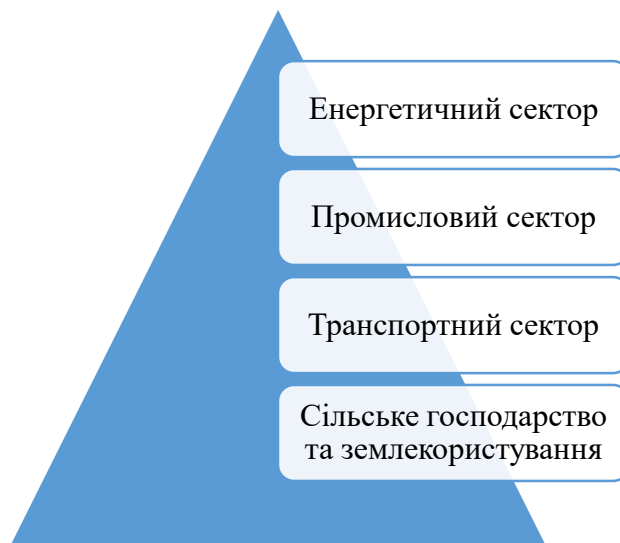 Енергетичний сектор
Промисловий сектор
Транспортний сектор
Сільське господарство
та землекористування